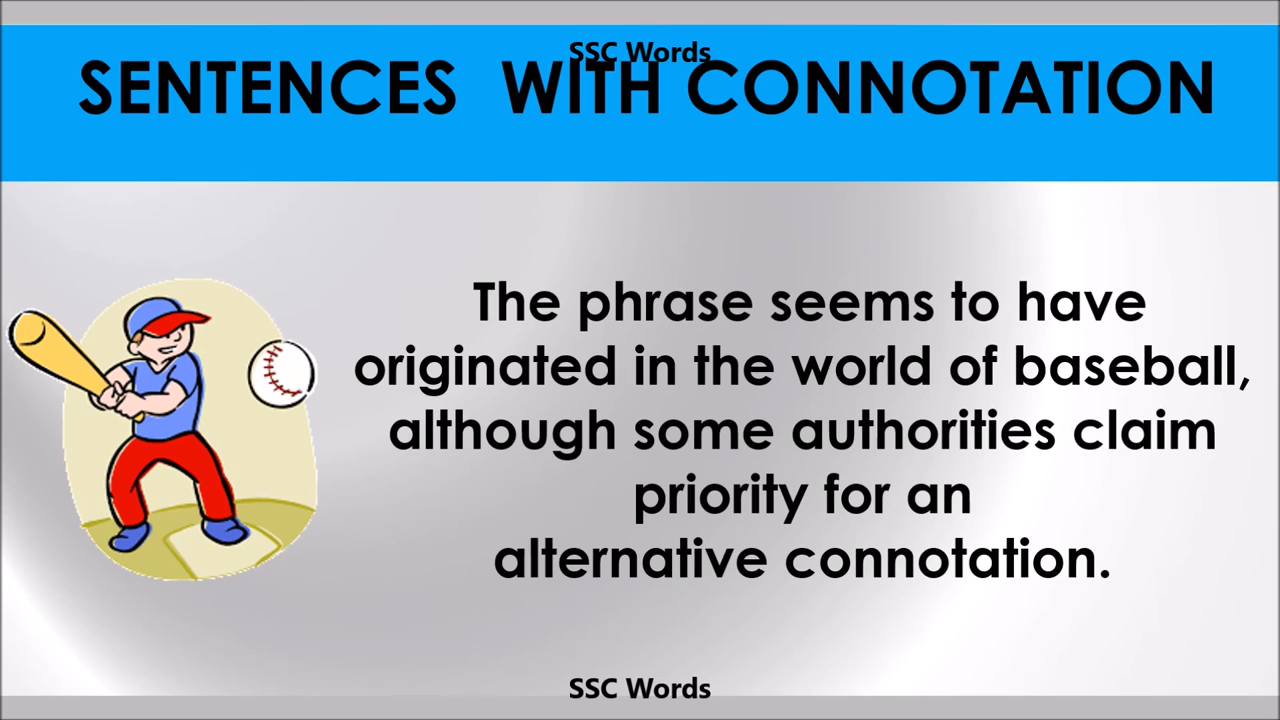 SSC Words
SENTENCES WITH CONNOTATION
The phrase seems to have
originated in the world of baseball,
although some authorities claim
priority for an
alternative connotation.
SSC Words